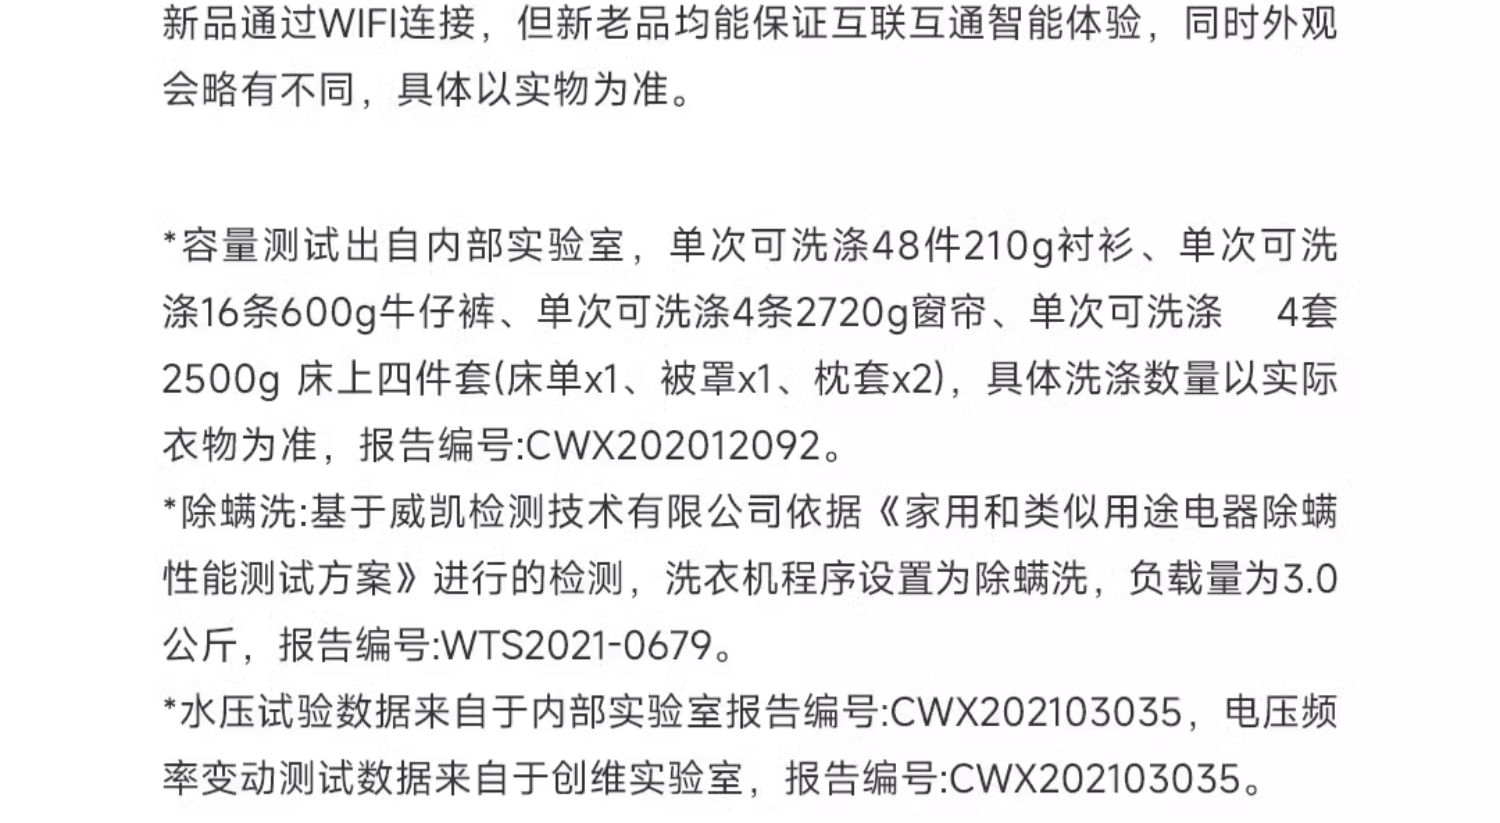 新品通过WIFI连接，但新老品均能保证互联互通智能体验，同时外观
会略有不同，具体以实物为准。
*容量测试出自内部实验室，单次可洗涤48件210g衬衫、单次可洗
涤16条600g牛仔裤、单次可洗涤4条2720g窗帘、单次可洗涤 4套
2500g 床上四件套(床单x1、被罩x1、枕套x2)，具体洗涤数量以实际
衣物为准，报告编号:CWX202012092。
*除螨洗:基于威凯检测技术有限公司依据《家用和类似用途电器除螨
性能测试方案》进行的检测，洗衣机程序设置为除螨洗，负载量为3.0
公斤，报告编号:WTS2021-0679。
*水压试验数据来自于内部实验室报告编号:CWX202103035，电压频
率变动测试数据来自于创维实验室，报告编号:CWX202103035。